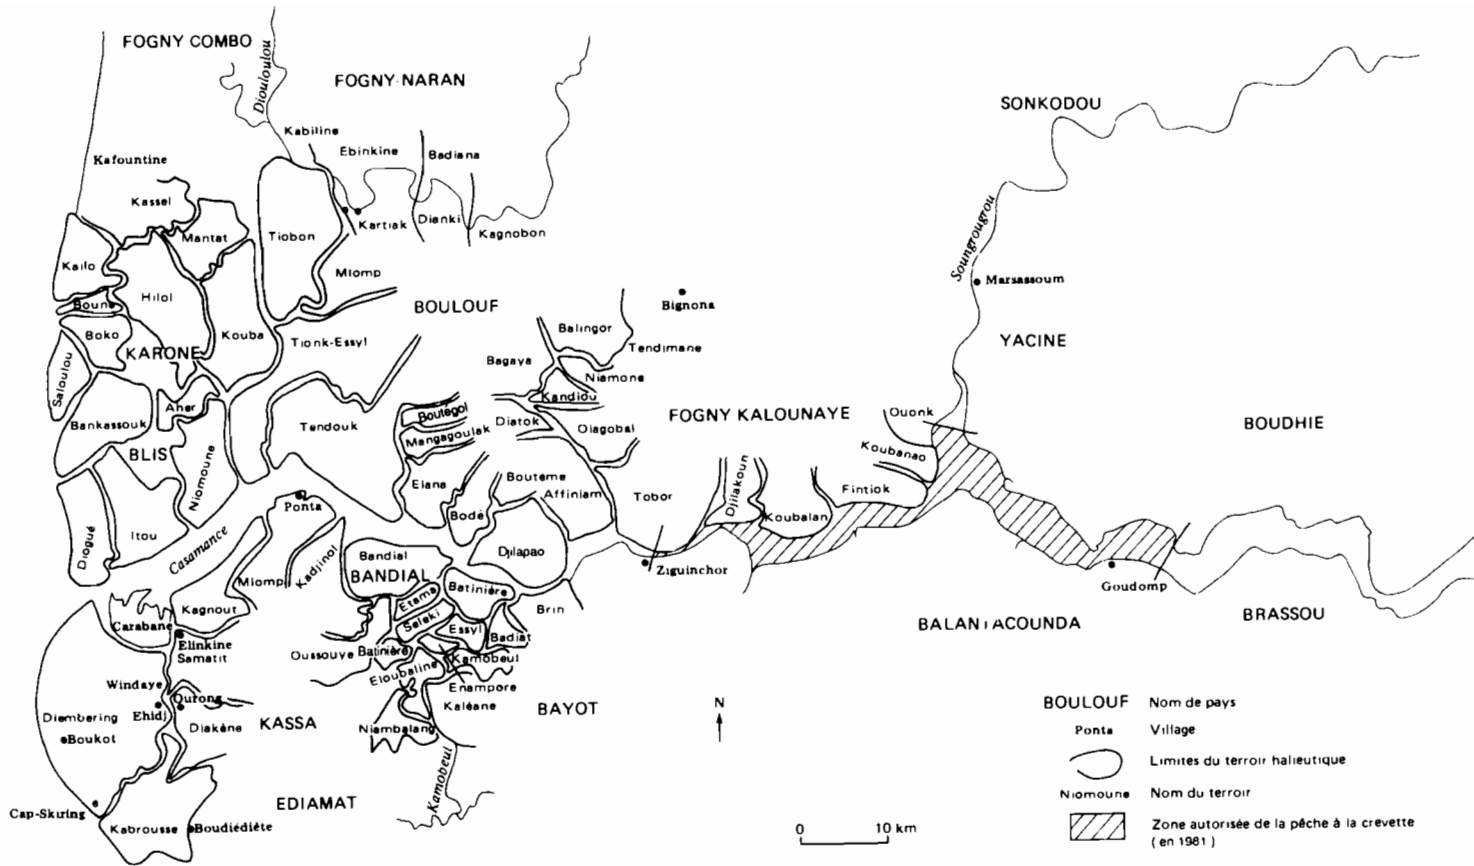 FOGNY COMBO
Diouloulou
FOGNY-NARAN
SONKODOU
Kabiline
Ebinkine
Badiana
Kafountine
Kassel
Mantat
Tiobon
Kartiak
Dianki
Kagnobon
Soungrougrou
Kailo
Mlomp
Marsassoum
Boune
Hilol
BOULOUF
Bignona
Boko
Kouba
Tionk-Essyl
Balingor
YACINE
KARONE
Tendimane
Bagaya
Niamone
Saloulou
Kandiou
Aher
Boutégol
FOGNY KALOUNAYE
Ouonk
Bankassouk
Tendouk
Mangagoulak
Diatok
Diagobal
BOUDHIE
BLIS
Koubanao
Niomoune
Elana
Bouteme
Djilakoun
Fintiok
Affiniam
Tobor
Ponta
Bodé
Koubalan
Diogué
Itou
Casamance
Bandial
Djilapao
Ziguinchor
BANDIAL
Mlomp
Kadjinol
Goudomp
Etama
Batinière
Kagnout
Brin
Carabane
Seleki
BRASSOU
Essyl
Badiat
BALANTACOUNDA
Elinkine
Samatit
Oussouye
Batinière
Kamobeul
Eloubaline
Windaye
Enampore
Ourong
Kaléane
BAYOT
N
Ehidj
Diembering
Diakène
KASSA
Niambalang
Boukot
Kamobeul
EDIAMAT
Cap-Skiring
Kabrousse
Boudiédiète
0 10 km
BOULOUF Nom de pays
Ponta Village
Limites du terroir halieutique
Niomoune Nom du terroir
Zone autorisée de la pêche à la crevette
(en 1981)